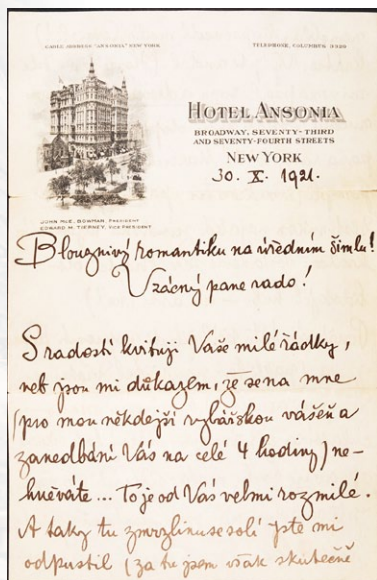 CABLE ADDRESS "ANSONIA" NEW YORK
TELEPHONE, COLUMBUS 3320
HOTEL ANSONIA
BROADWAY, SEVENTY-THIRD
AND SEVENTY-FOURTH STREETS
NEW YORK
30. X. 1921.
JOHN MCE. BOWMAN, PRESIDENT
EDWARD M. TIERNEY, VICE PRESIDENT
Blouznivý romantiku na úředním šimlu!
Vzácný pane rado!
S radostí kvituji Vaše milé řádky,
neb jsou mi důkazem, že se na mne
(pro mou někdejší rybářskou vášeň a
zanedbání Vás na celé 4 hodiny) ne-
hněváte... To je od Vás velmi rozmilé.
A taky tu zmrzlinu se solí jste mi
odpustil (za tu jsem však skutečně